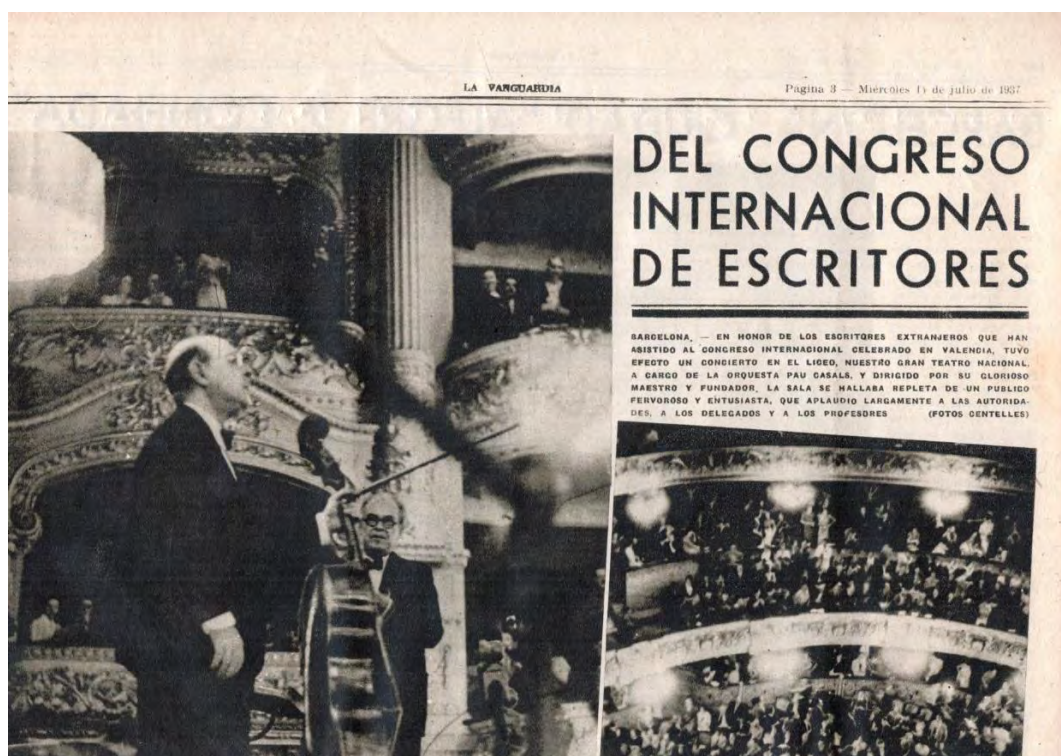 LA VANGUARDIA
Página 3 — Miércoles 14 de julio de 1937
DEL CONGRESO
INTERNACIONAL
DE ESCRITORES
BARCELONA. — EN HONOR DE LOS ESCRITORES EXTRANJEROS QUE HAN
ASISTIDO AL CONGRESO INTERNACIONAL CELEBRADO EN VALENCIA, TUVO
EFECTO UN CONCIERTO EN EL LICEO, NUESTRO GRAN TEATRO NACIONAL,
A CARGO DE LA ORQUESTA PAU CASALS, Y DIRIGIDO POR SU GLORIOSO
MAESTRO Y FUNDADOR. LA SALA SE HALLABA REPLETA DE UN PUBLICO
FERVOROSO Y ENTUSIASTA, QUE APLAUDIO LARGAMENTE A LAS AUTORIDA-
DES, A LOS DELEGADOS Y A LOS PROFESORES (FOTOS CENTELLES)